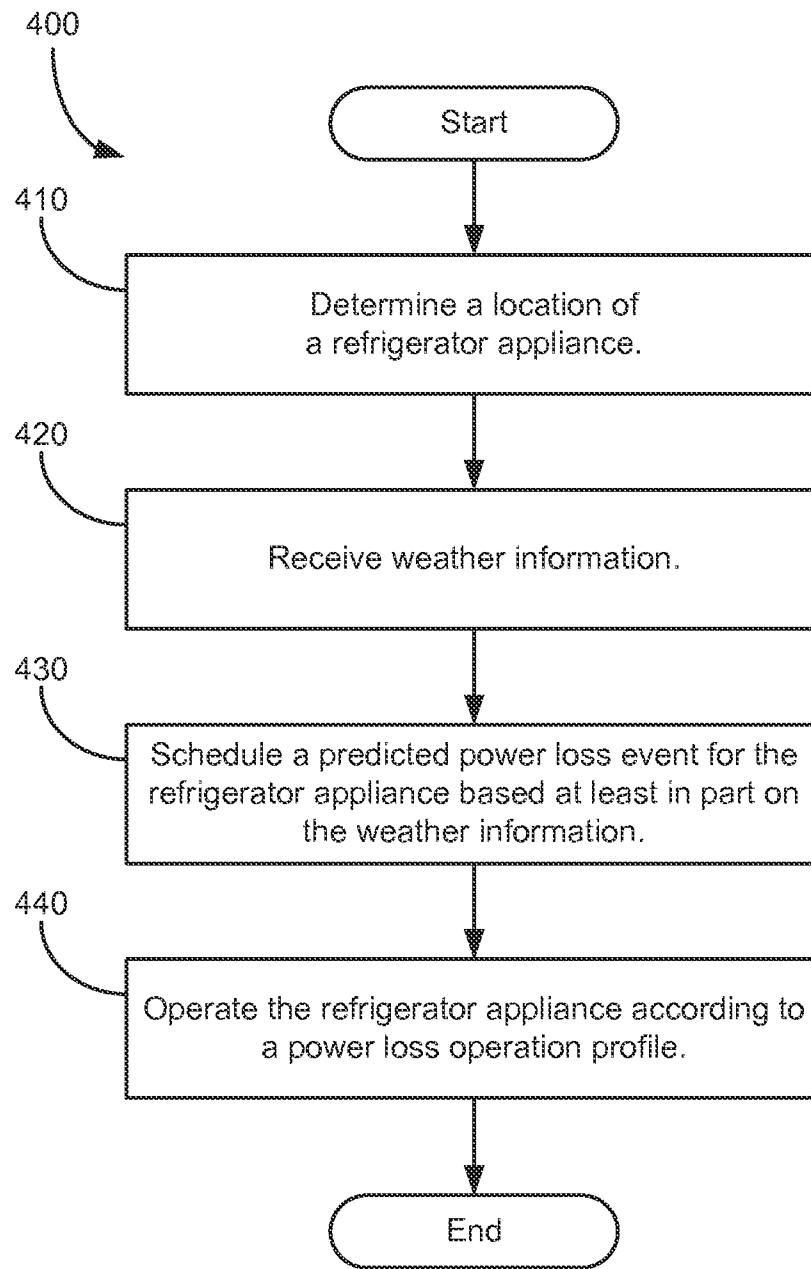 400
Start
410
Determine a location of
a refrigerator appliance.
420
Receive weather information.
430
Schedule a predicted power loss event for the
refrigerator appliance based at least in part on
the weather information.
440
Operate the refrigerator appliance according to
a power loss operation profile.
End